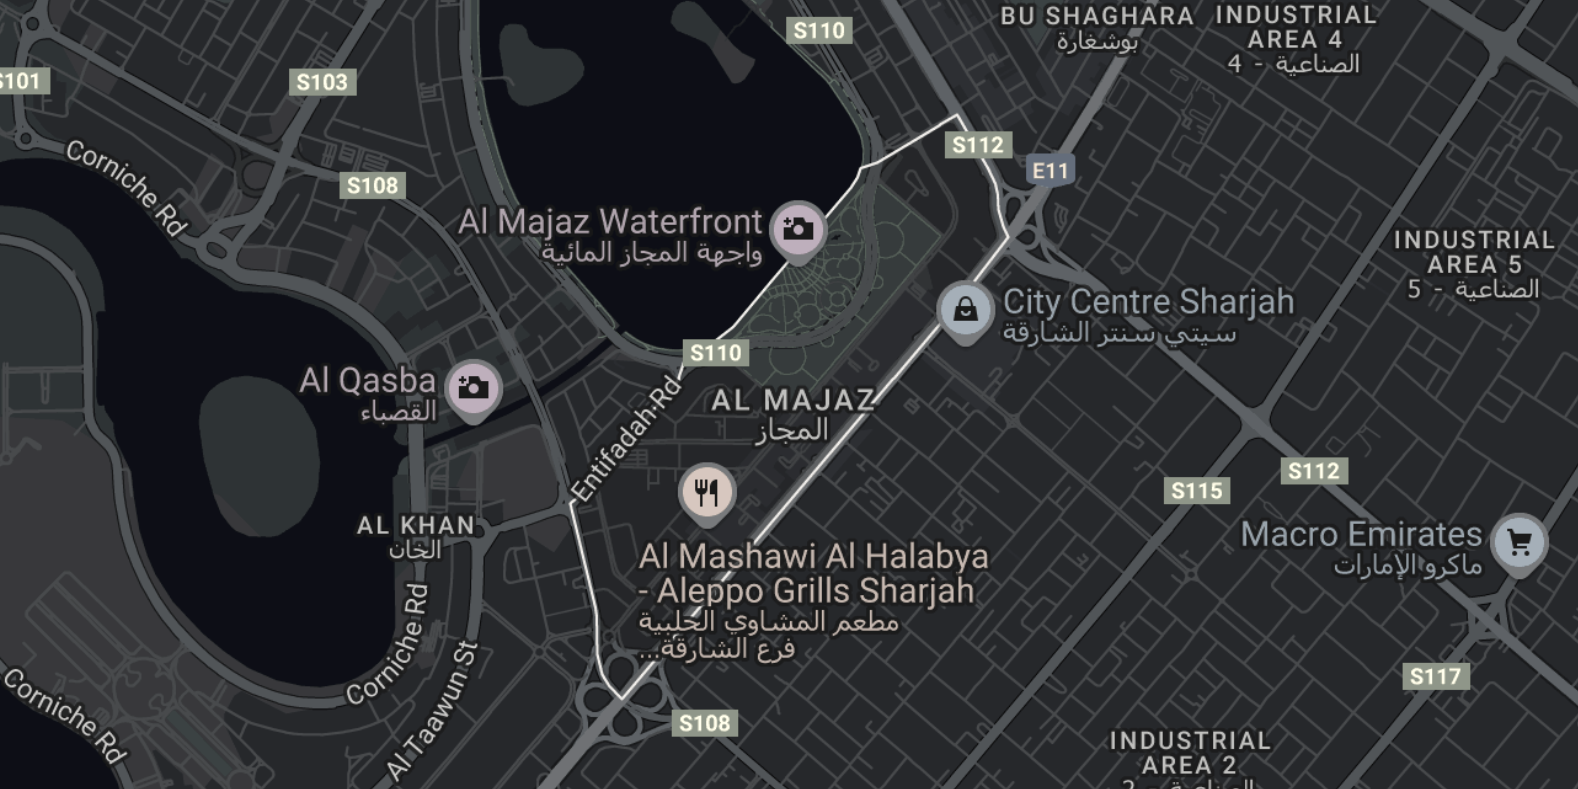 BU SHAGHARA
بوشغارة
INDUSTRIAL
AREA 4
الصناعية - 4
S110
S101
S103
S112
E11
Corniche Rd
S108
Al Majaz Waterfront
واجهة المجاز المائية
INDUSTRIAL
AREA 5
الصناعية - 5
City Centre Sharjah
سيتي سنتر الشارقة
S110
Al Qasba
القصباء
AL MAJAZ
المجاز
Entifadah Rd
S115
S112
AL KHAN
الخان
Macro Emirates
ماكرو الإمارات
Al Mashawi Al Halabya
- Aleppo Grills Sharjah
مطعم المشاوي الحلبية
فرع الشارقة...
Corniche Rd
Al Taawun St
Corniche Rd
S117
S108
INDUSTRIAL
AREA 2
الصناعية - 2